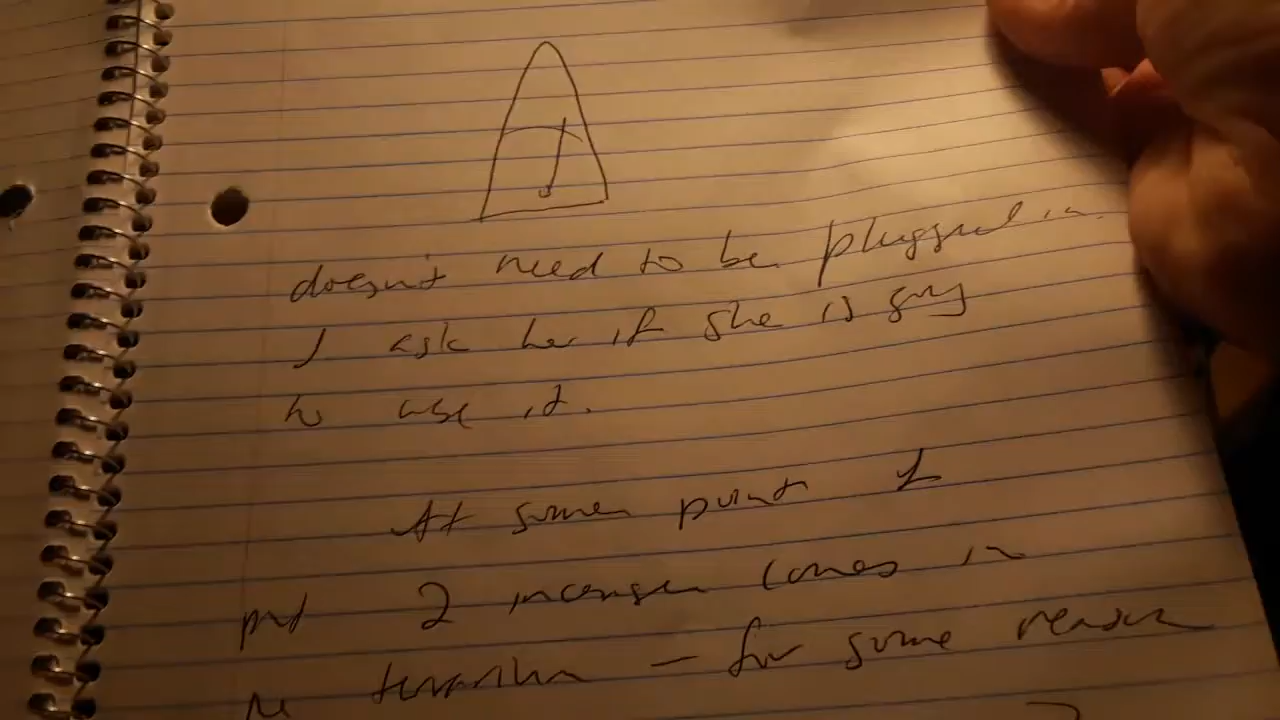 doesn't need to be plugged in.
I ask her if she is going
to use it.
At some point I
put 2 incense cones in
the — for some reason